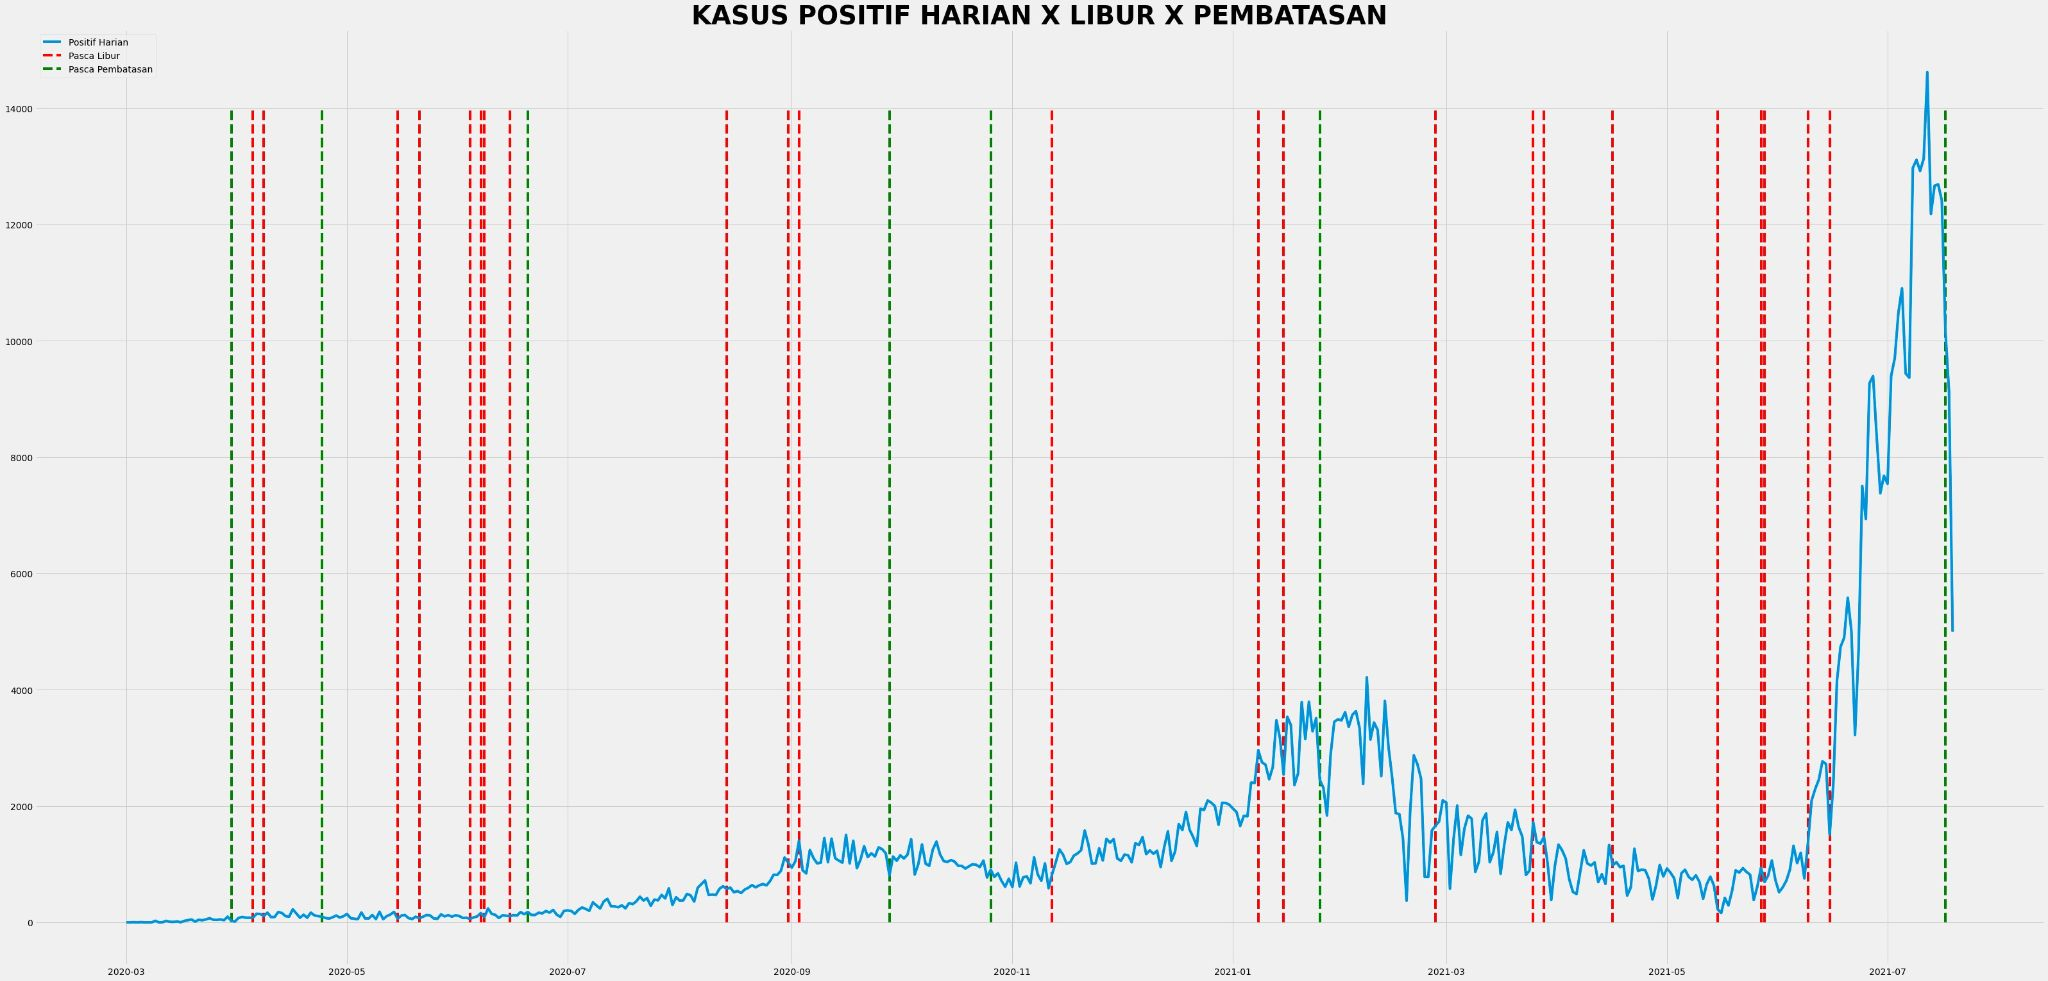 KASUS POSITIF HARIAN X LIBUR X PEMBATASAN
Positif Harian
Pasca Libur
Pasca Pembatasan
14000
12000
10000
8000
6000
4000
2000
0
2020-03 2020-05 2020-07 2020-09 2020-11 2021-01 2021-03 2021-05 2021-07